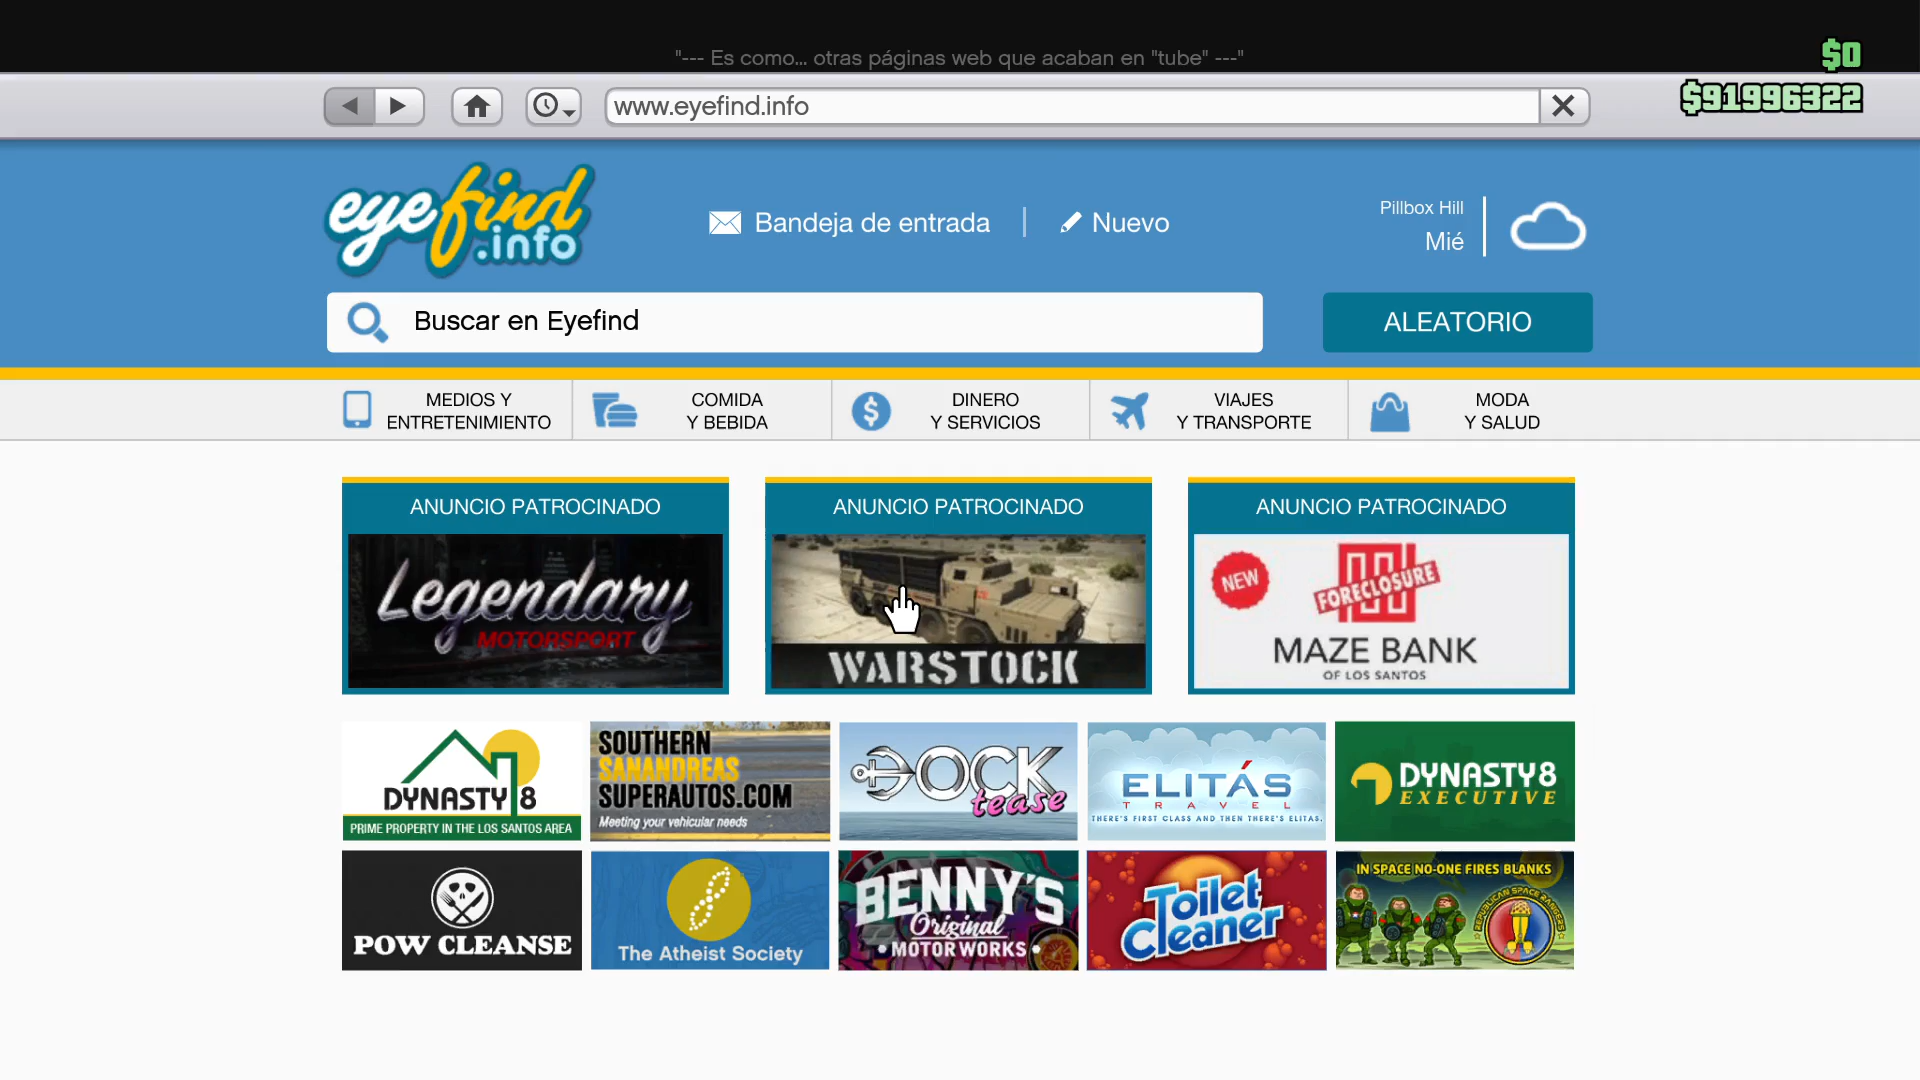 "--- Es como... otras páginas web que acaban en "tube" ---"
$0
$91996322
www.eyefind.info
eyefind
.info
Bandeja de entrada
Nuevo
Pillbox Hill
Mié
Buscar en Eyefind
ALEATORIO
MEDIOS Y
ENTRETENIMIENTO
COMIDA
Y BEBIDA
DINERO
Y SERVICIOS
VIAJES
Y TRANSPORTE
MODA
Y SALUD
ANUNCIO PATROCINADO
Legendary
MOTORSPORT
ANUNCIO PATROCINADO
WARSTOCK
ANUNCIO PATROCINADO
NEW
FORECLOSURE
MAZE BANK
OF LOS SANTOS
DYNASTY 8
PRIME PROPERTY IN THE LOS SANTOS AREA
SOUTHERN
SANANDREAS
SUPERAUTOS.COM
Meeting your vehicular needs
DOCK
tease
ELITÁS
TRAVEL
THERE'S FIRST CLASS AND THEN THERE'S ELITAS.
DYNASTY8
EXECUTIVE
POW CLEANSE
The Atheist Society
BENNY'S
Original
MOTORWORKS
Toilet
Cleaner
IN SPACE NO-ONE FIRES BLANKS
REPUBLICAN SPACE RANGERS